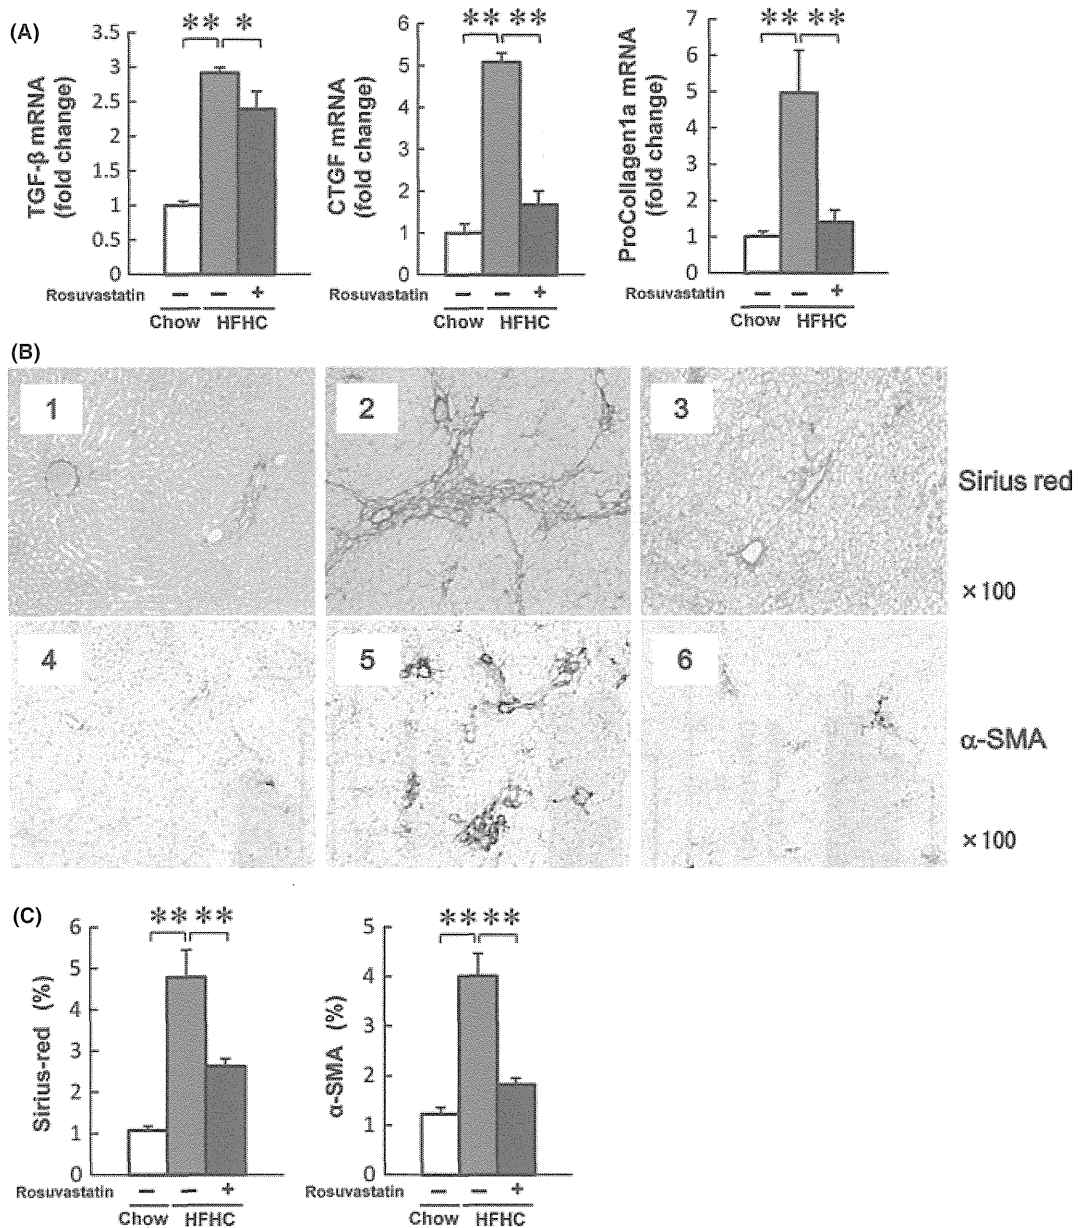 (A)
TGF-β mRNA
(fold change)
3.5
3
2.5
2
1.5
1
0.5
0
** *
Rosuvastatin − − +
Chow HFHC
CTGF mRNA
(fold change)
6
5
4
3
2
1
0
** **
Rosuvastatin − − +
Chow HFHC
ProCollagen1a mRNA
(fold change)
7
6
5
4
3
2
1
0
** **
Rosuvastatin − − +
Chow HFHC
(B)
1 2 3
Sirius red
×100
4 5 6
α-SMA
×100
(C)
Sirius-red (%)
6
5
4
3
2
1
0
** **
Rosuvastatin − − +
Chow HFHC
α-SMA (%)
5
4
3
2
1
0
** **
Rosuvastatin − − +
Chow HFHC